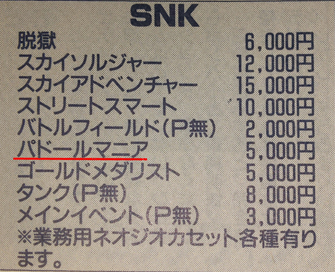 SNK
脱獄 6,000円
スカイソルジャー 12,000円
スカイアドベンチャー 15,000円
ストリートスマート 10,000円
バトルフィールド(P無) 2,000円
パドールマニア 5,000円
ゴールドメダリスト 5,000円
タンク(P無) 8,000円
メインイベント(P無) 3,000円
※業務用ネオジオカセット各種有り
ます。